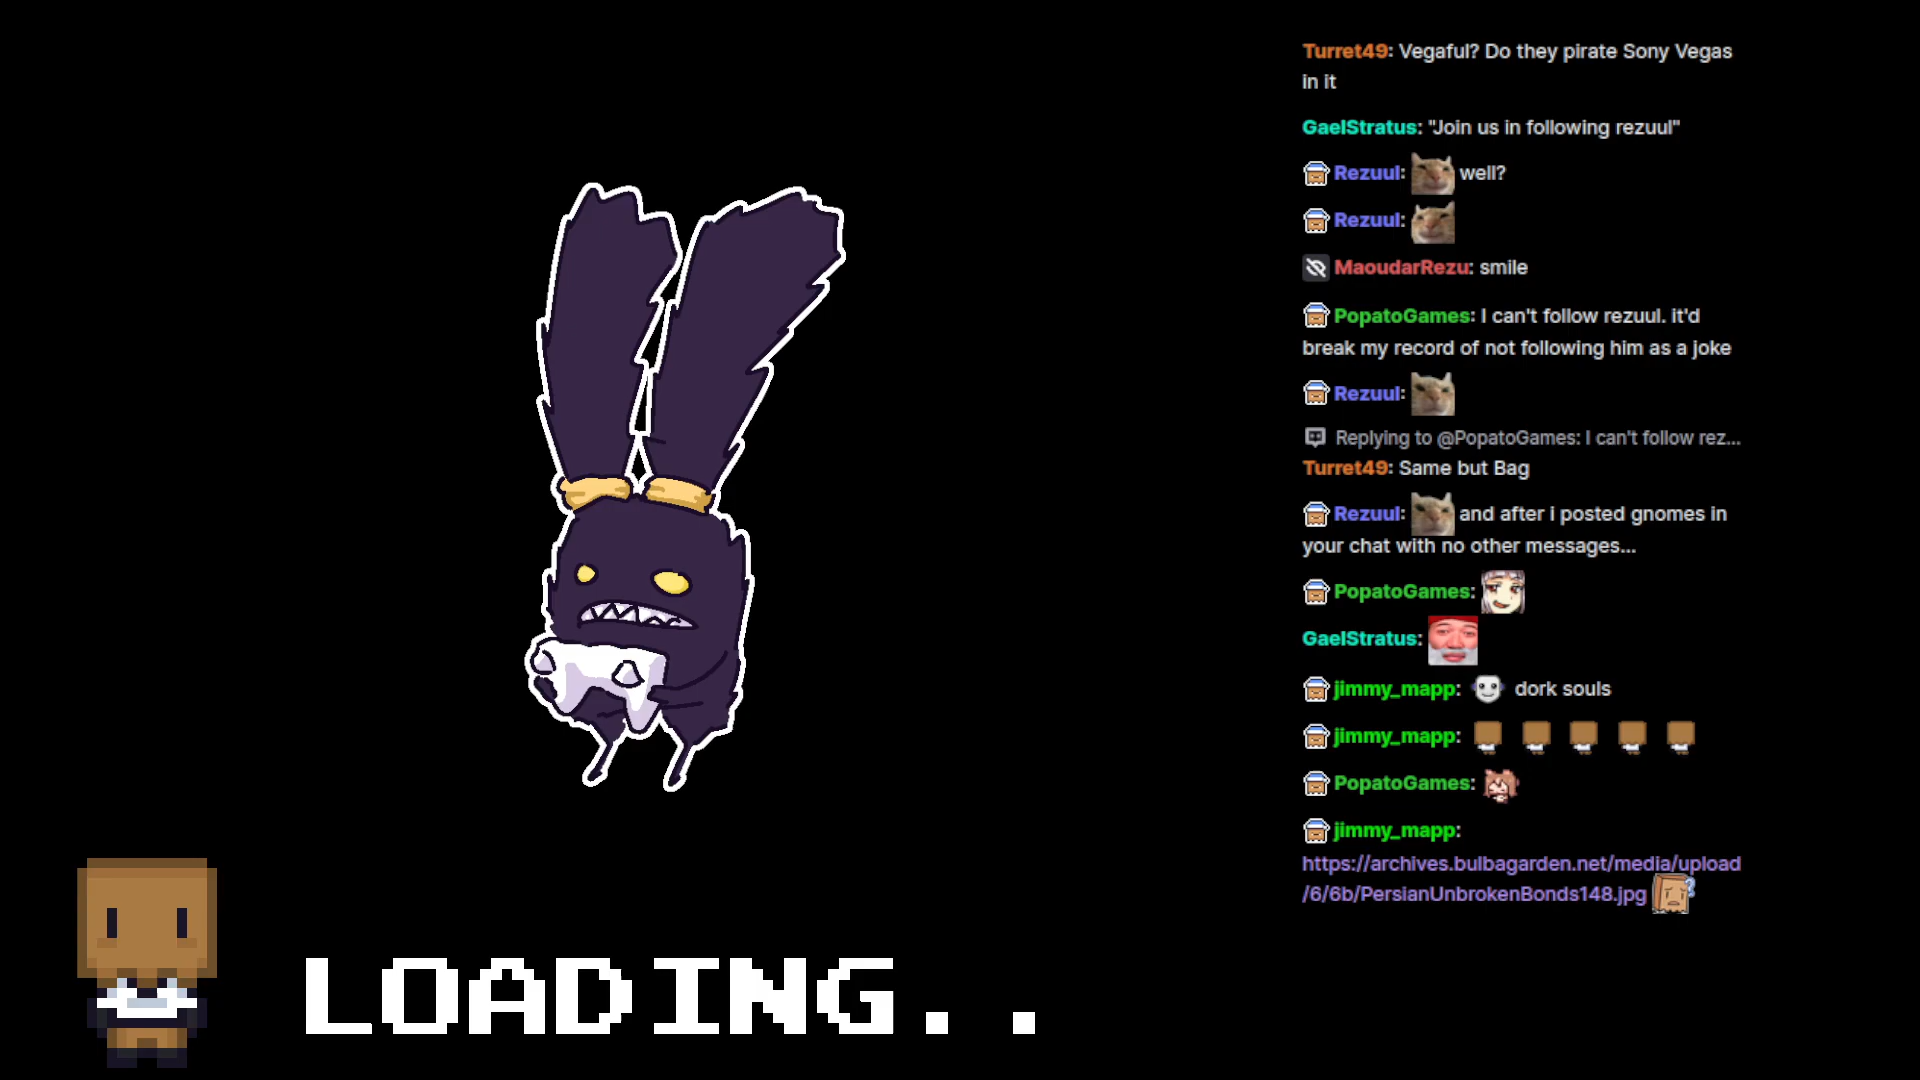 Turret49: Vegaful? Do they pirate Sony Vegas
in it
GaelStratus: "Join us in following rezuul"
Rezuul: well?
Rezuul:
MaoudarRezu: smile
PopatoGames: I can't follow rezuul. it'd
break my record of not following him as a joke
Rezuul:
Replying to @PopatoGames: I can't follow rez...
Turret49: Same but Bag
Rezuul: and after i posted gnomes in
your chat with no other messages...
PopatoGames:
GaelStratus:
jimmy_mapp: dork souls
jimmy_mapp:
PopatoGames:
jimmy_mapp:
https://archives.bulbagarden.net/media/upload
/6/6b/PersianUnbrokenBonds148.jpg
LOADING..